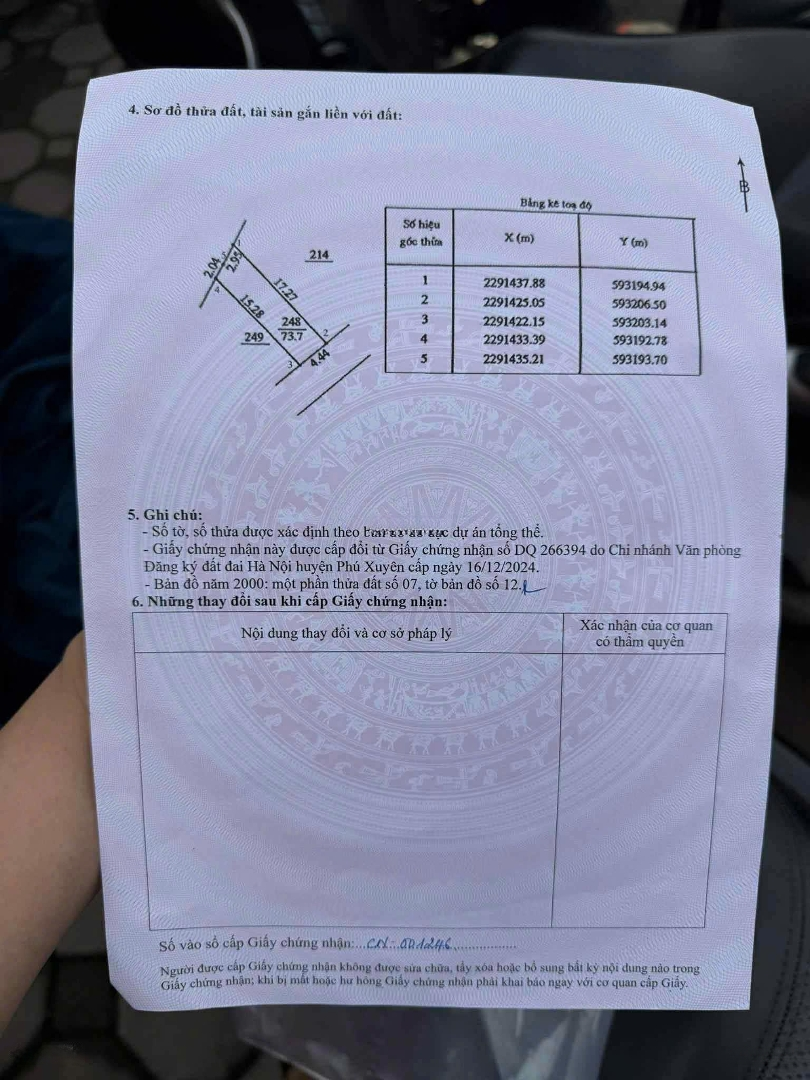 4. Sơ đồ thửa đất, tài sản gắn liền với đất:
B
Bảng kê toạ độ
Số hiệu góc thửa X (m) Y (m)
1 2291437.88 593194.94
2 2291425.05 593206.50
3 2291422.15 593203.14
4 2291433.39 593192.78
5 2291435.21 593193.70
214
1
2.04
2.95
4
17.27
15.28
248
73.7
249
2
3
4.44
5. Ghi chú:
- Số tờ, số thửa được xác định theo dự án tổng thể.
- Giấy chứng nhận này được cấp đổi từ Giấy chứng nhận số DQ 266394 do Chi nhánh Văn phòng
Đăng ký đất đai Hà Nội huyện Phú Xuyên cấp ngày 16/12/2024.
- Bản đồ năm 2000: một phần thửa đất số 07, tờ bản đồ số 12.
6. Những thay đổi sau khi cấp Giấy chứng nhận:
Nội dung thay đổi và cơ sở pháp lý Xác nhận của cơ quan có thẩm quyền
Số vào sổ cấp Giấy chứng nhận:
Người được cấp Giấy chứng nhận không được sửa chữa, tẩy xóa hoặc bổ sung bất kỳ nội dung nào trong
Giấy chứng nhận; khi bị mất hoặc hư hỏng Giấy chứng nhận phải khai báo ngay với cơ quan cấp Giấy.